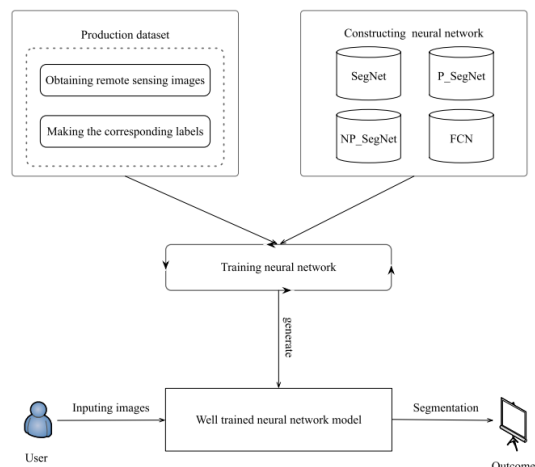 Production dataset
Obtaining remote sensing images
Making the corresponding labels
Constructing neural network
SegNet
P_SegNet
NP_SegNet
FCN
Training neural network
generate
Inputing images
Well trained neural network model
Segmentation
User
Outcome